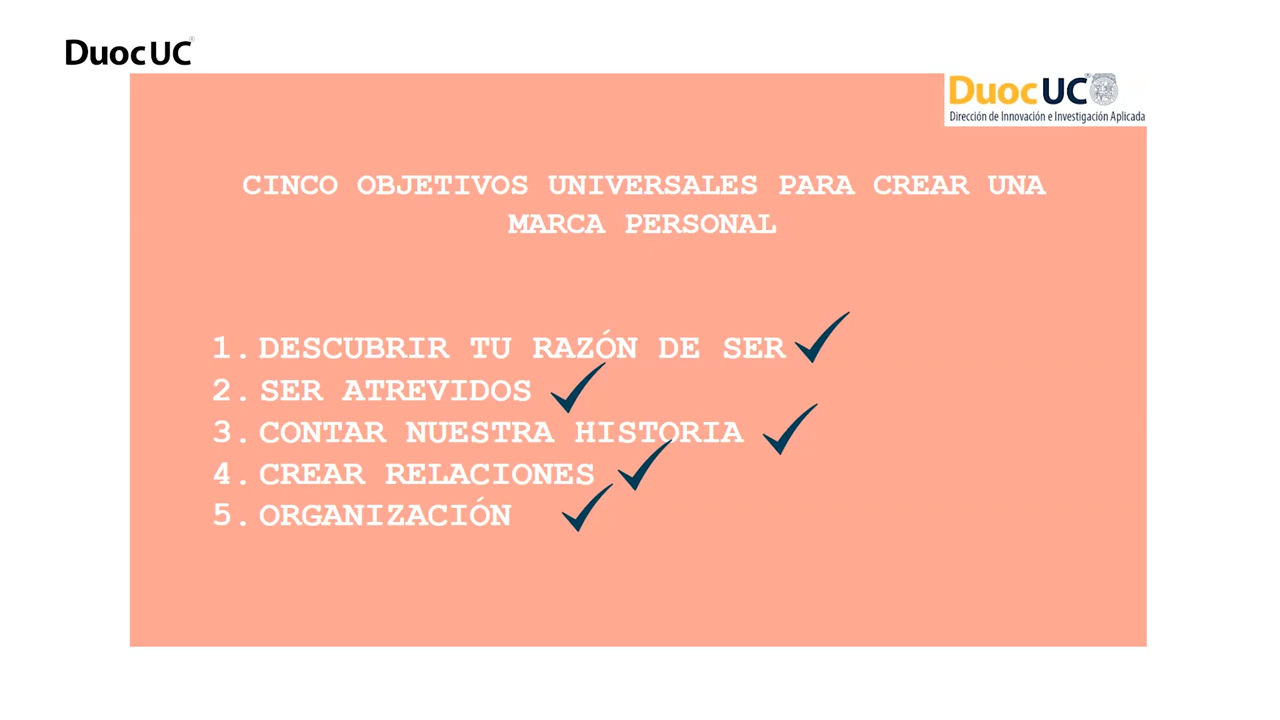 Duoc UC
Duoc UC
Dirección de Innovación e Investigación Aplicada
CINCO OBJETIVOS UNIVERSALES PARA CREAR UNA
MARCA PERSONAL
1. DESCUBRIR TU RAZÓN DE SER
2. SER ATREVIDOS
3. CONTAR NUESTRA HISTORIA
4. CREAR RELACIONES
5. ORGANIZACIÓN